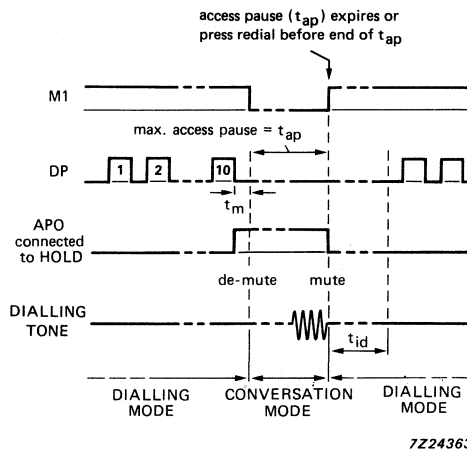 access pause (tap) expires or
press redial before end of tap
M1
max. access pause = tap
DP
1 2 10
tm
APO
connected
to HOLD
de-mute mute
DIALLING
TONE
tid
DIALLING
MODE
CONVERSATION
MODE
DIALLING
MODE
7Z24363